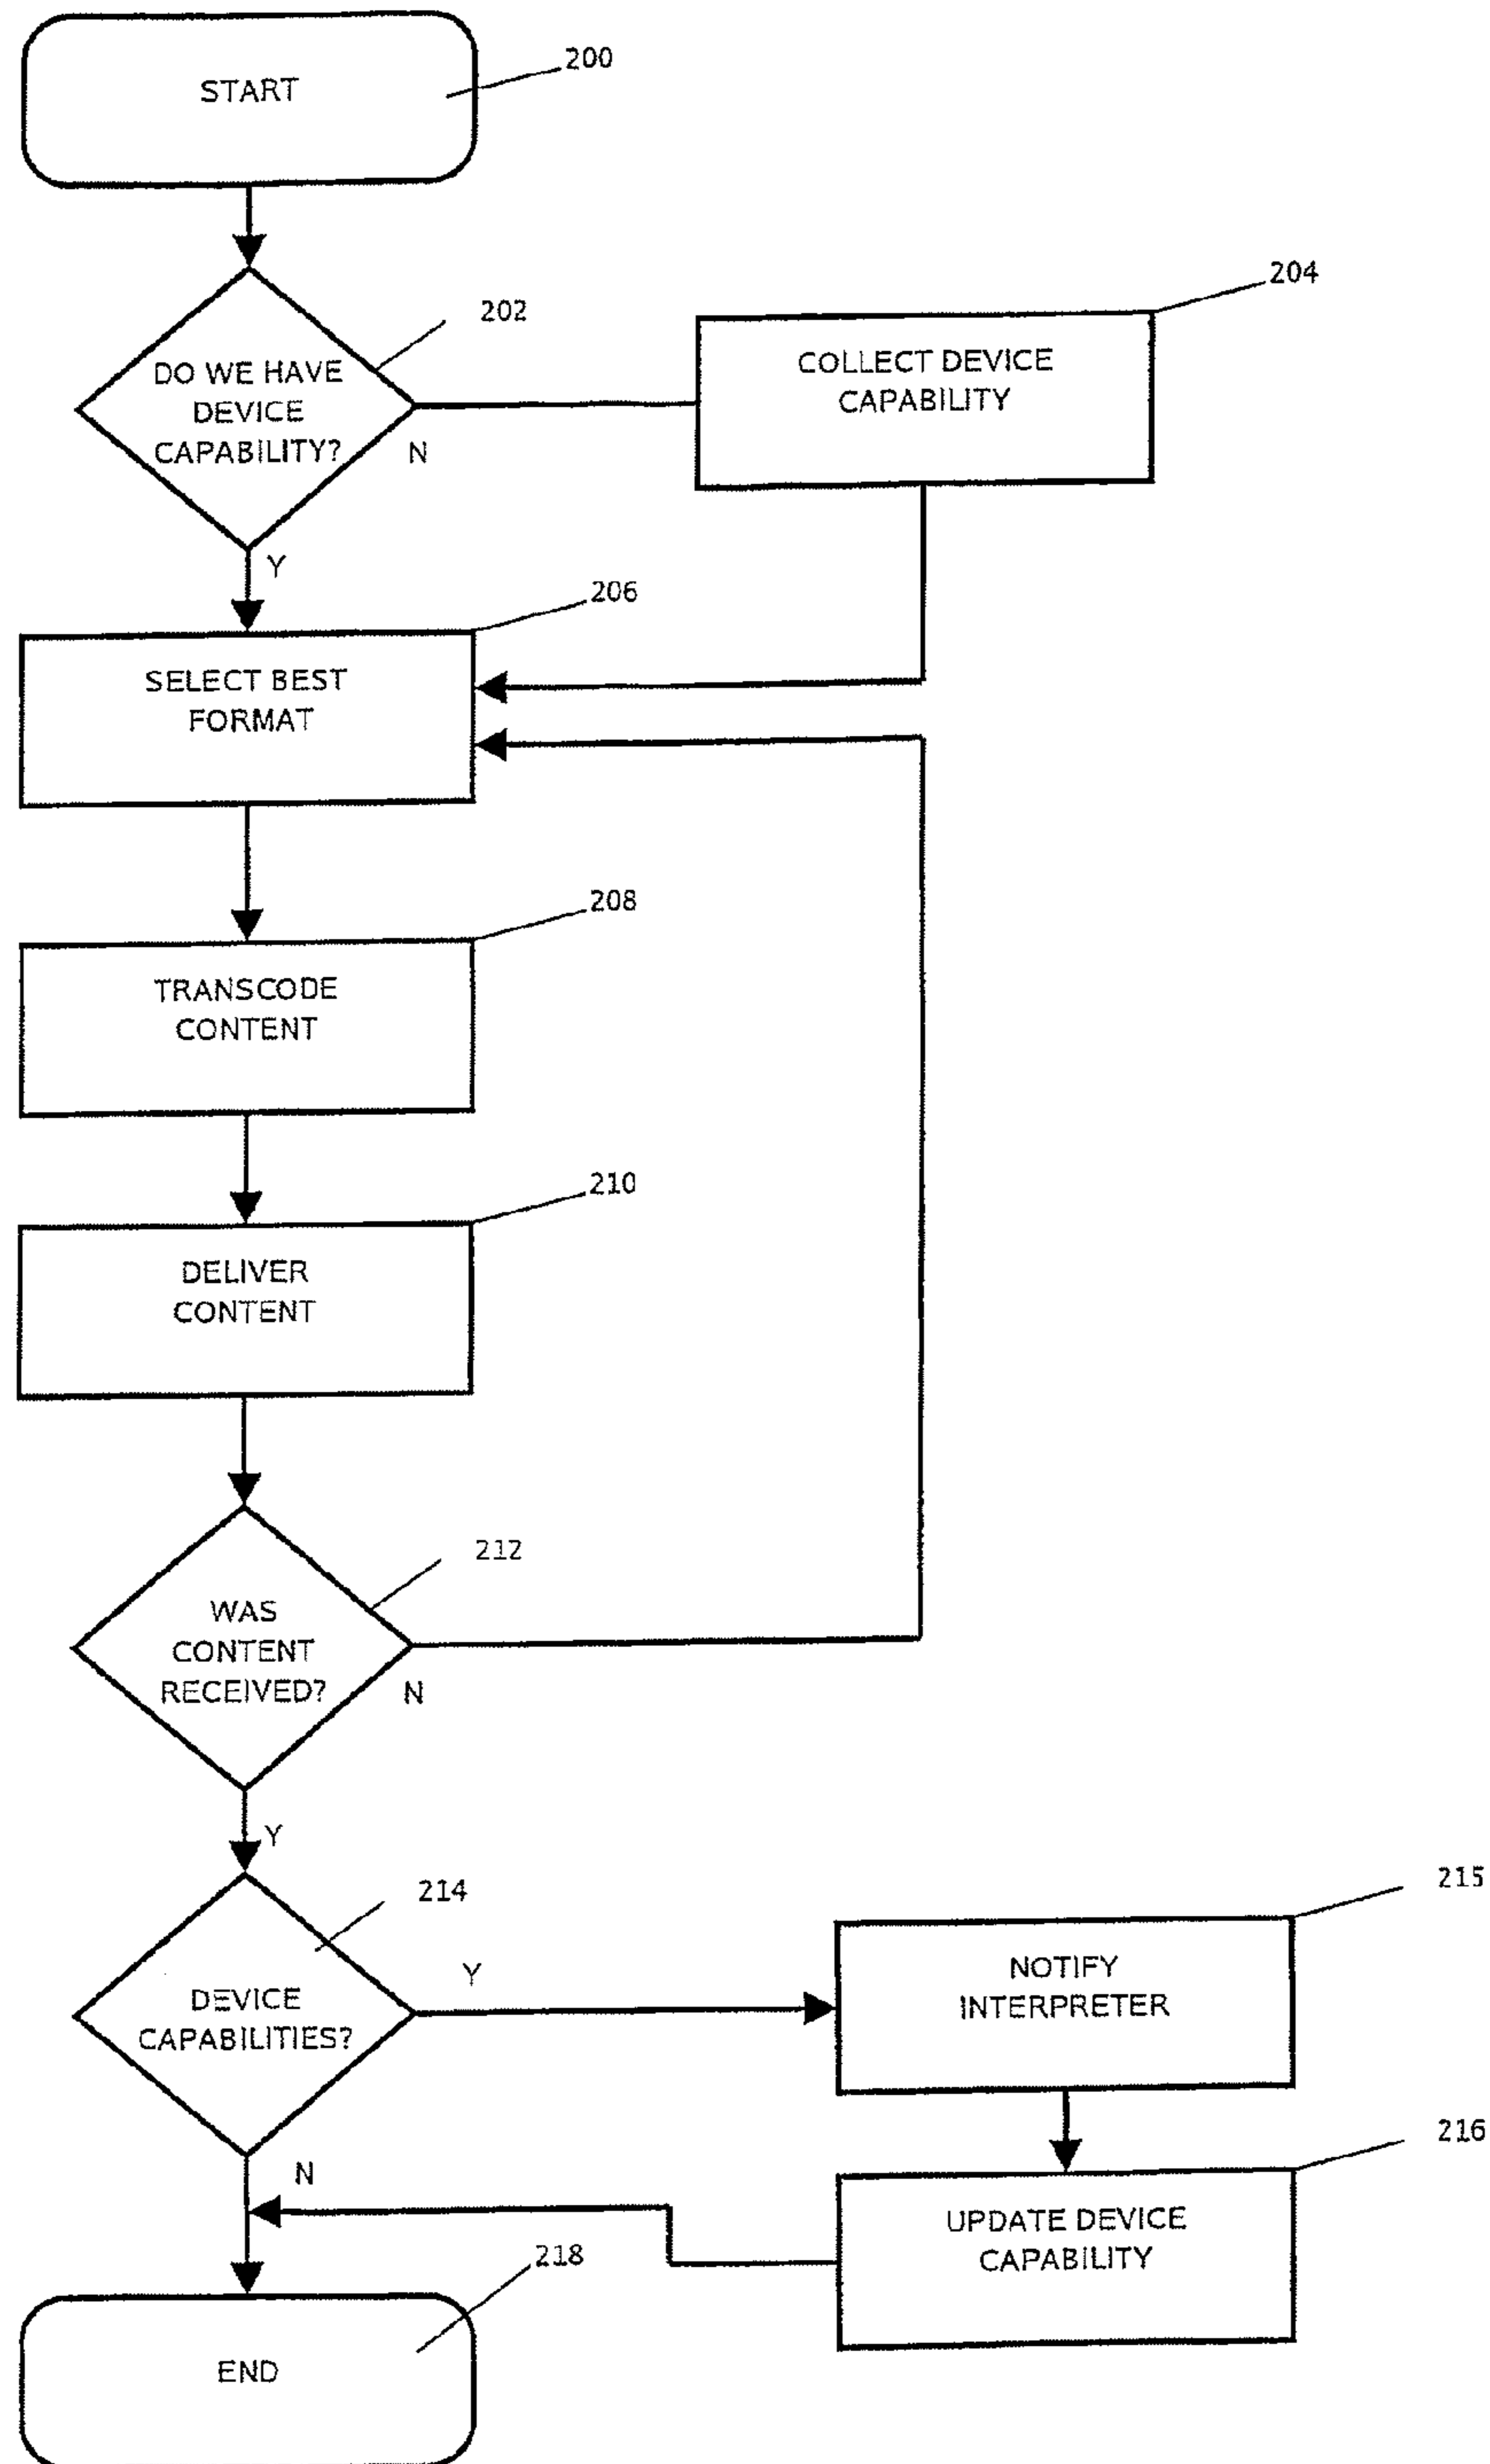 START
200
202
DO WE HAVE
DEVICE
CAPABILITY?
N
Y
204
COLLECT DEVICE
CAPABILITY
206
SELECT BEST
FORMAT
208
TRANSCODE
CONTENT
210
DELIVER
CONTENT
212
WAS
CONTENT
RECEIVED?
N
Y
214
DEVICE
CAPABILITIES?
Y
N
215
NOTIFY
INTERPRETER
216
UPDATE DEVICE
CAPABILITY
218
END